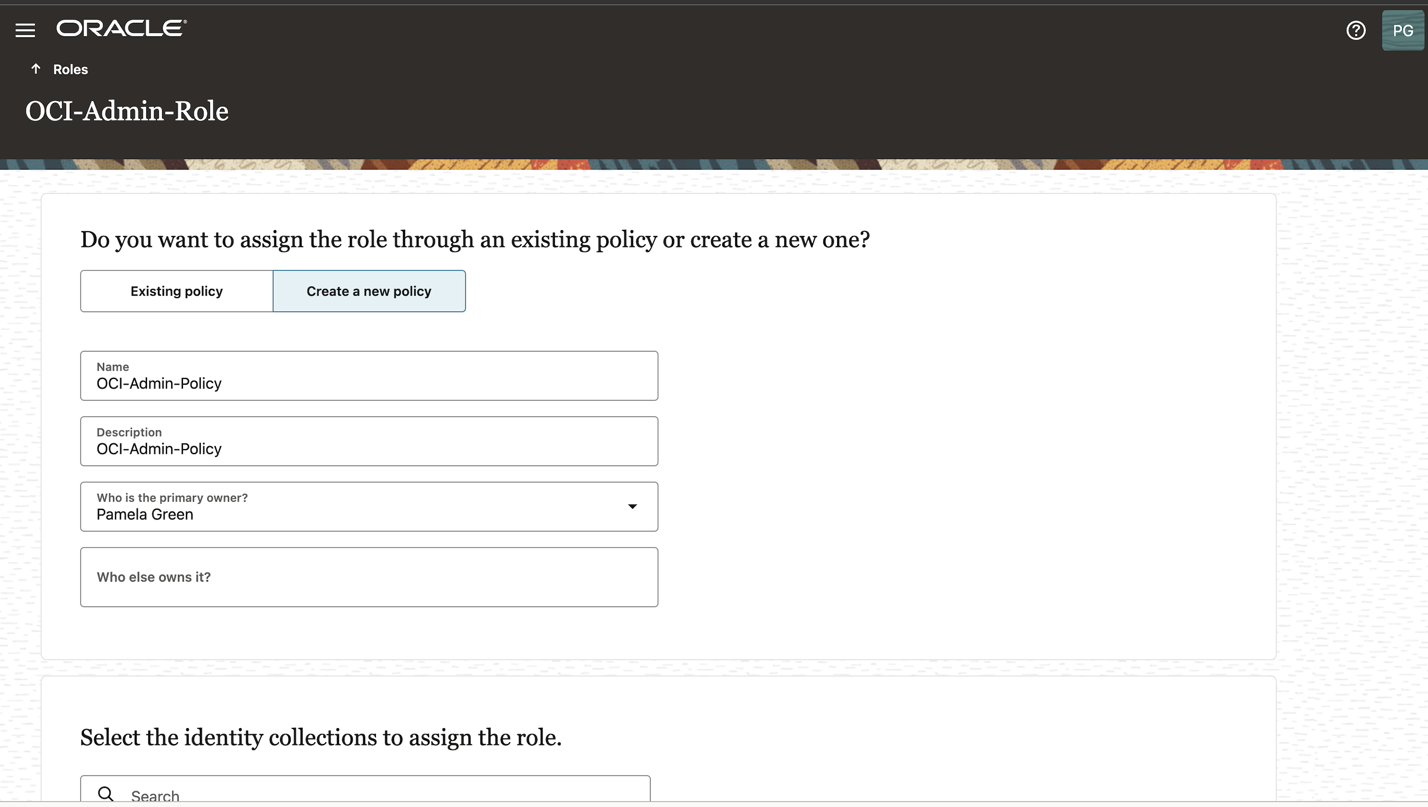 ORACLE
PG
Roles
OCI-Admin-Role
Do you want to assign the role through an existing policy or create a new one?
Existing policy
Create a new policy
Name
OCI-Admin-Policy
Description
OCI-Admin-Policy
Who is the primary owner?
Pamela Green
Who else owns it?
Select the identity collections to assign the role.
Search